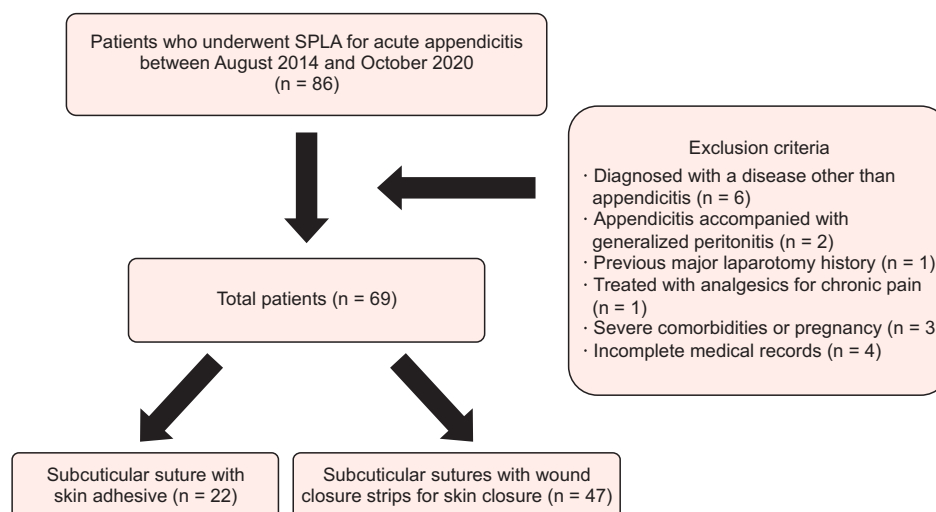 Patients who underwent SPLA for acute appendicitis
between August 2014 and October 2020
(n = 86)
Exclusion criteria
· Diagnosed with a disease other than
appendicitis (n = 6)
· Appendicitis accompanied with
generalized peritonitis (n = 2)
· Previous major laparotomy history (n = 1)
· Treated with analgesics for chronic pain
(n = 1)
· Severe comorbidities or pregnancy (n = 3
· Incomplete medical records (n = 4)
Total patients (n = 69)
Subcuticular suture with
skin adhesive (n = 22)
Subcuticular sutures with wound
closure strips for skin closure (n = 47)